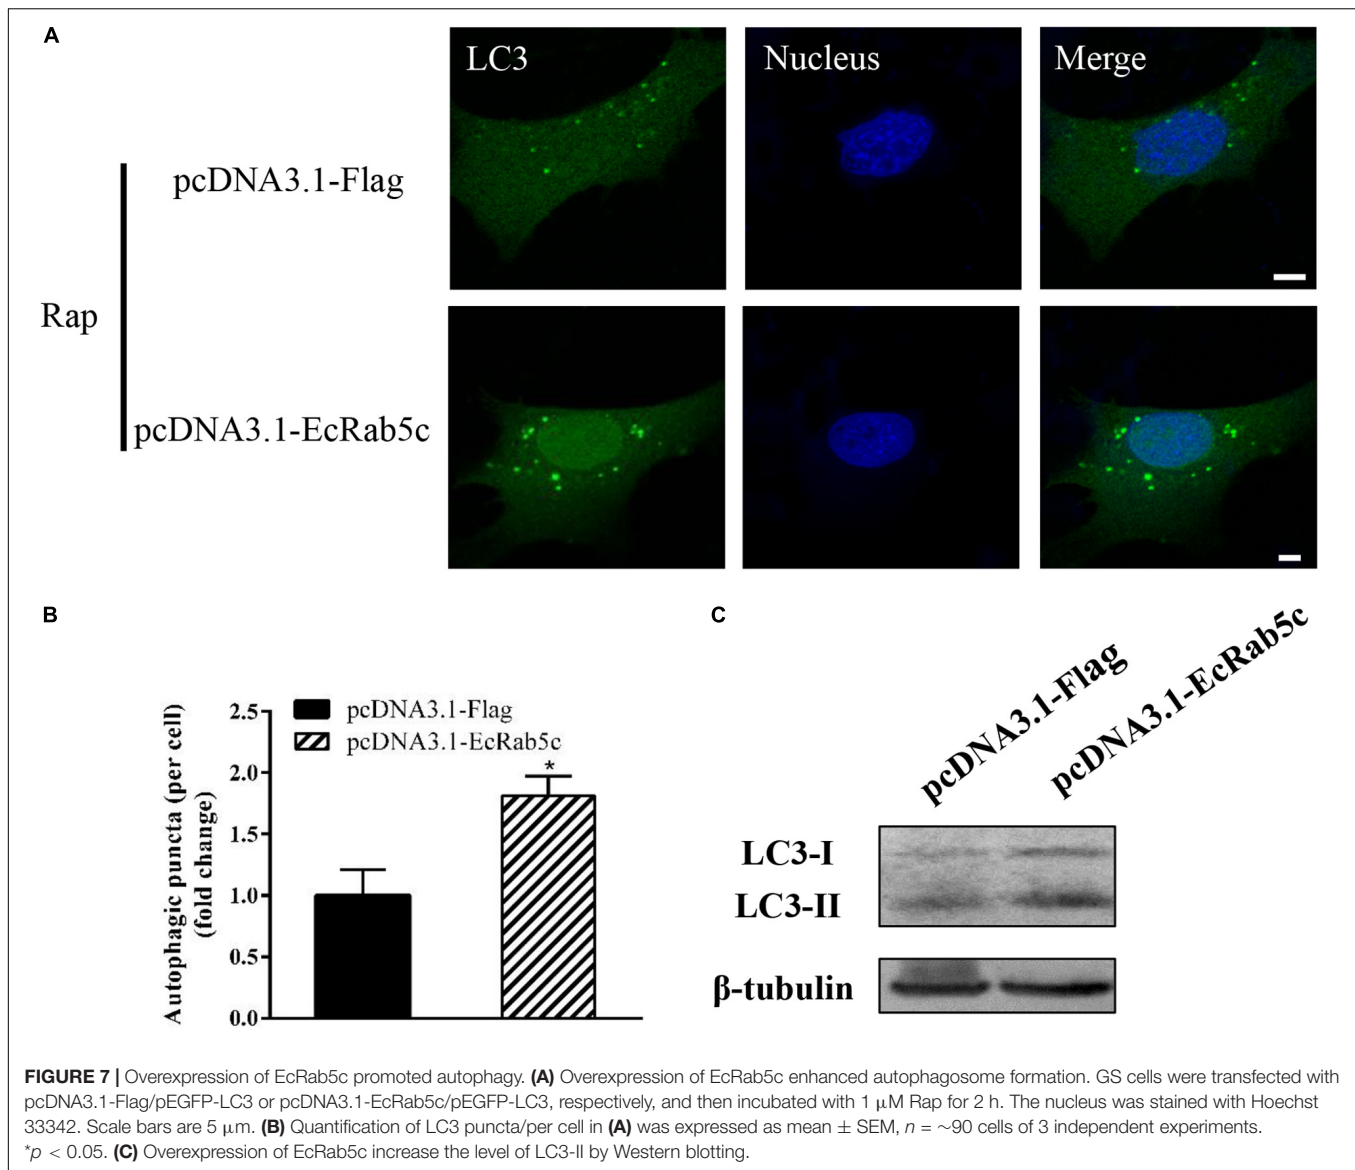 A
LC3
Nucleus
Merge
Rap
pcDNA3.1-Flag
pcDNA3.1-EcRab5c
B
Autophagic puncta (per cell)
(fold change)
2.5
2.0
1.5
1.0
0.5
0.0
pcDNA3.1-Flag
pcDNA3.1-EcRab5c
*
C
pcDNA3.1-Flag
pcDNA3.1-EcRab5c
LC3-I
LC3-II
β-tubulin
FIGURE 7 | Overexpression of EcRab5c promoted autophagy. (A) Overexpression of EcRab5c enhanced autophagosome formation. GS cells were transfected with
pcDNA3.1-Flag/pEGFP-LC3 or pcDNA3.1-EcRab5c/pEGFP-LC3, respectively, and then incubated with 1 μM Rap for 2 h. The nucleus was stained with Hoechst
33342. Scale bars are 5 μm. (B) Quantification of LC3 puncta/per cell in (A) was expressed as mean ± SEM, n = ~90 cells of 3 independent experiments.
*p < 0.05. (C) Overexpression of EcRab5c increase the level of LC3-II by Western blotting.